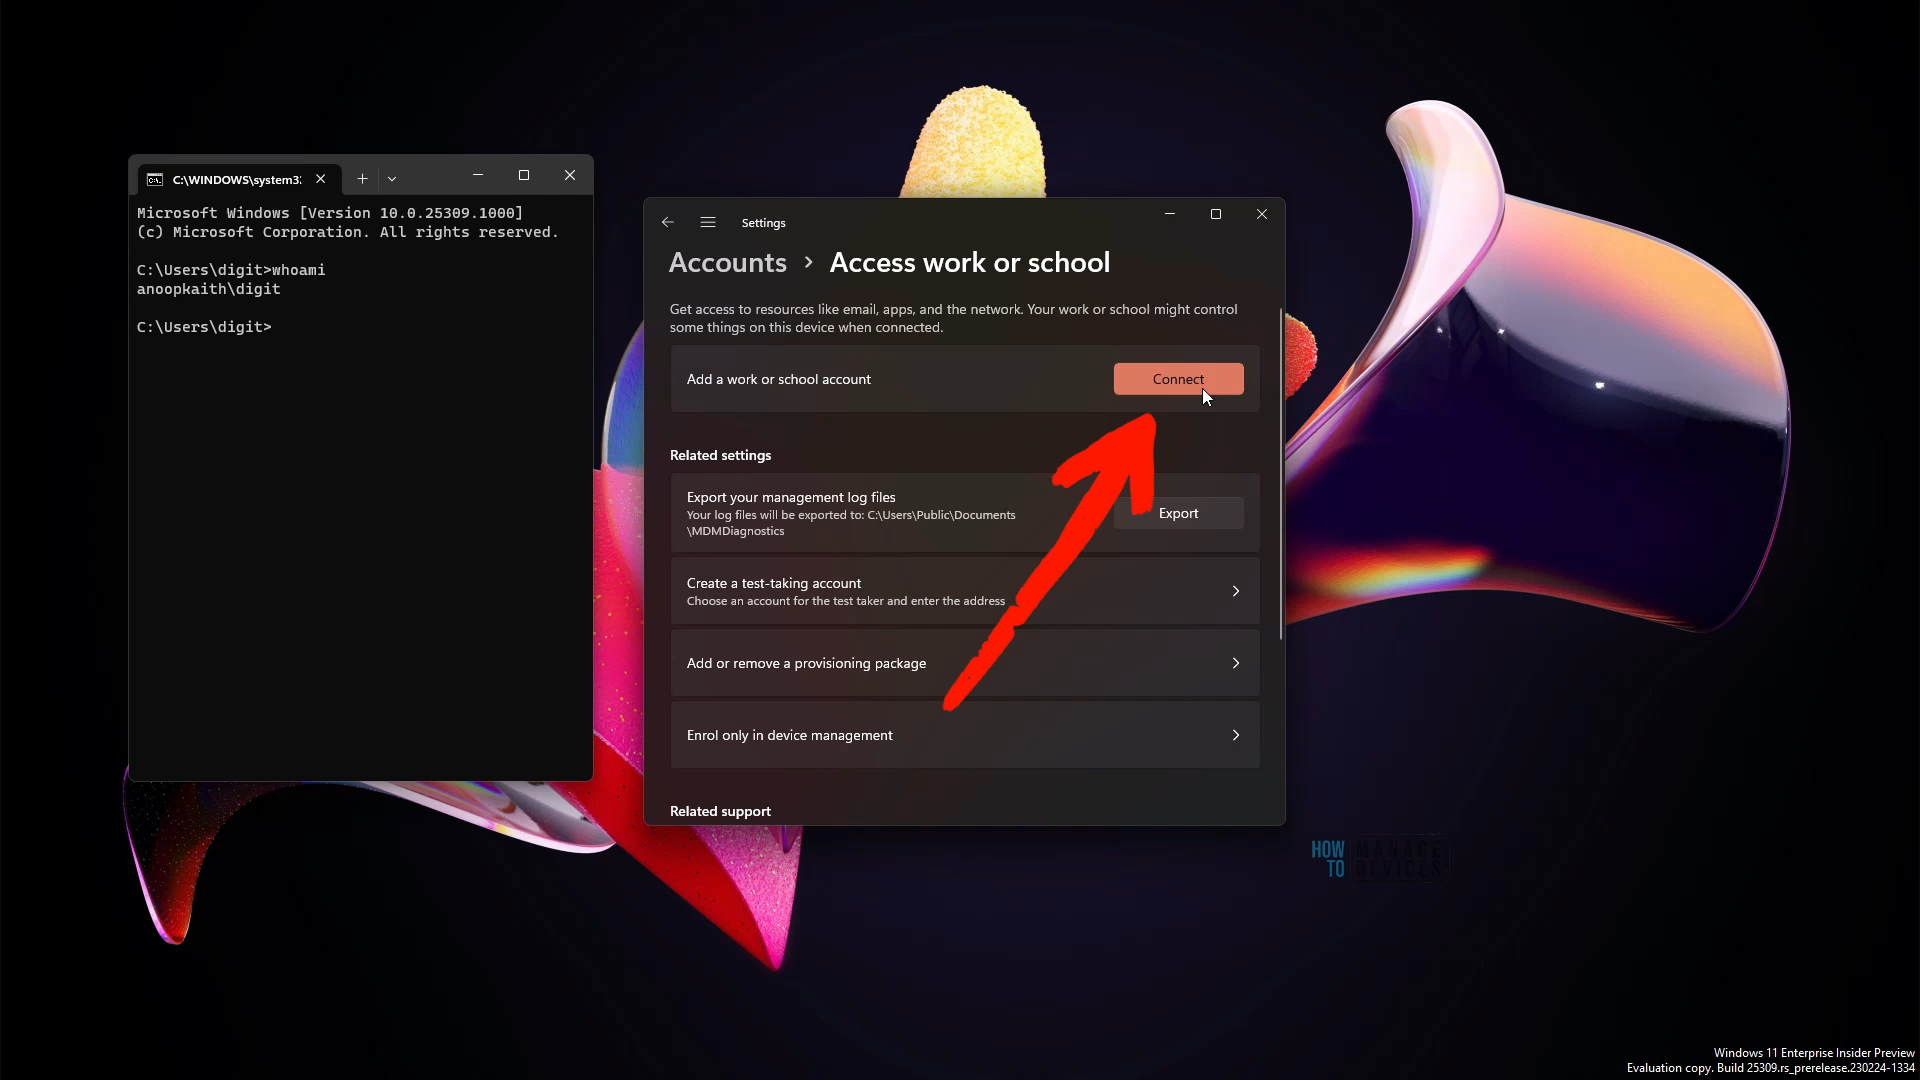 C:\WINDOWS\system3
Microsoft Windows [Version 10.0.25309.1000]
(c) Microsoft Corporation. All rights reserved.
C:\Users\digit>whoami
anoopkaith\digit
C:\Users\digit>
Settings
Accounts > Access work or school
Get access to resources like email, apps, and the network. Your work or school might control
some things on this device when connected.
Add a work or school account
Connect
Related settings
Export your management log files
Your log files will be exported to: C:\Users\Public\Documents
\MDMDiagnostics
Export
Create a test-taking account
Choose an account for the test taker and enter the address
Add or remove a provisioning package
Enrol only in device management
Related support
HOW
TO
MANAGE
DEVICES
Windows 11 Enterprise Insider Preview
Evaluation copy. Build 25309.rs_prerelease.230224-1334